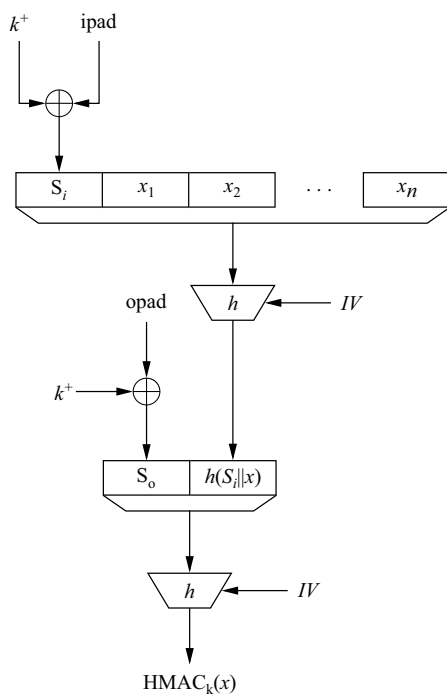 k+ ipad
Si x1 x2 . . . xn
h IV
opad
k+
So h(Si||x)
h IV
HMACk(x)